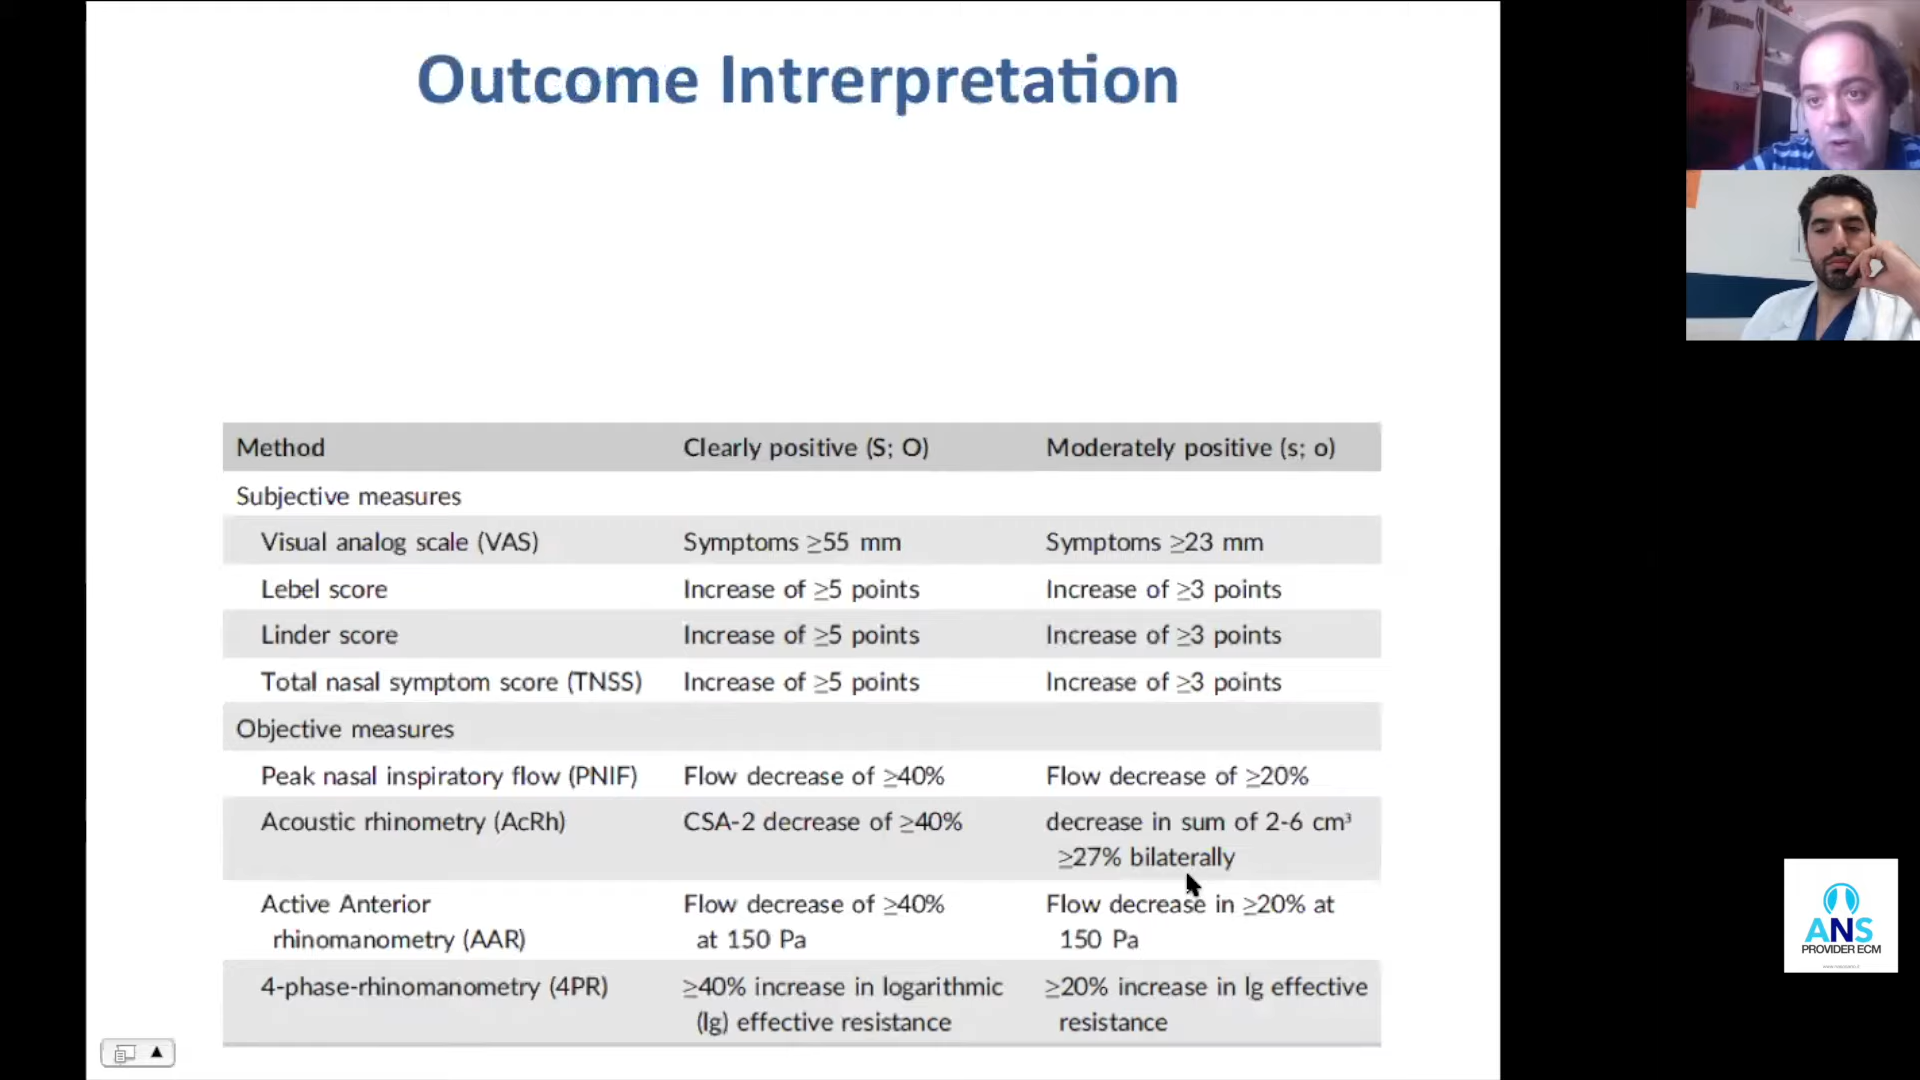 Outcome Intrerpretation
Method Clearly positive (S; O) Moderately positive (s; o)
Subjective measures
Visual analog scale (VAS) Symptoms ≥55 mm Symptoms ≥23 mm
Lebel score Increase of ≥5 points Increase of ≥3 points
Linder score Increase of ≥5 points Increase of ≥3 points
Total nasal symptom score (TNSS) Increase of ≥5 points Increase of ≥3 points
Objective measures
Peak nasal inspiratory flow (PNIF) Flow decrease of ≥40% Flow decrease of ≥20%
Acoustic rhinometry (AcRh) CSA-2 decrease of ≥40% decrease in sum of 2-6 cm³
≥27% bilaterally
Active Anterior Flow decrease of ≥40% Flow decrease in ≥20% at
rhinomanometry (AAR) at 150 Pa 150 Pa
4-phase-rhinomanometry (4PR) ≥40% increase in logarithmic ≥20% increase in lg effective
(lg) effective resistance resistance
ANS
PROVIDER ECM